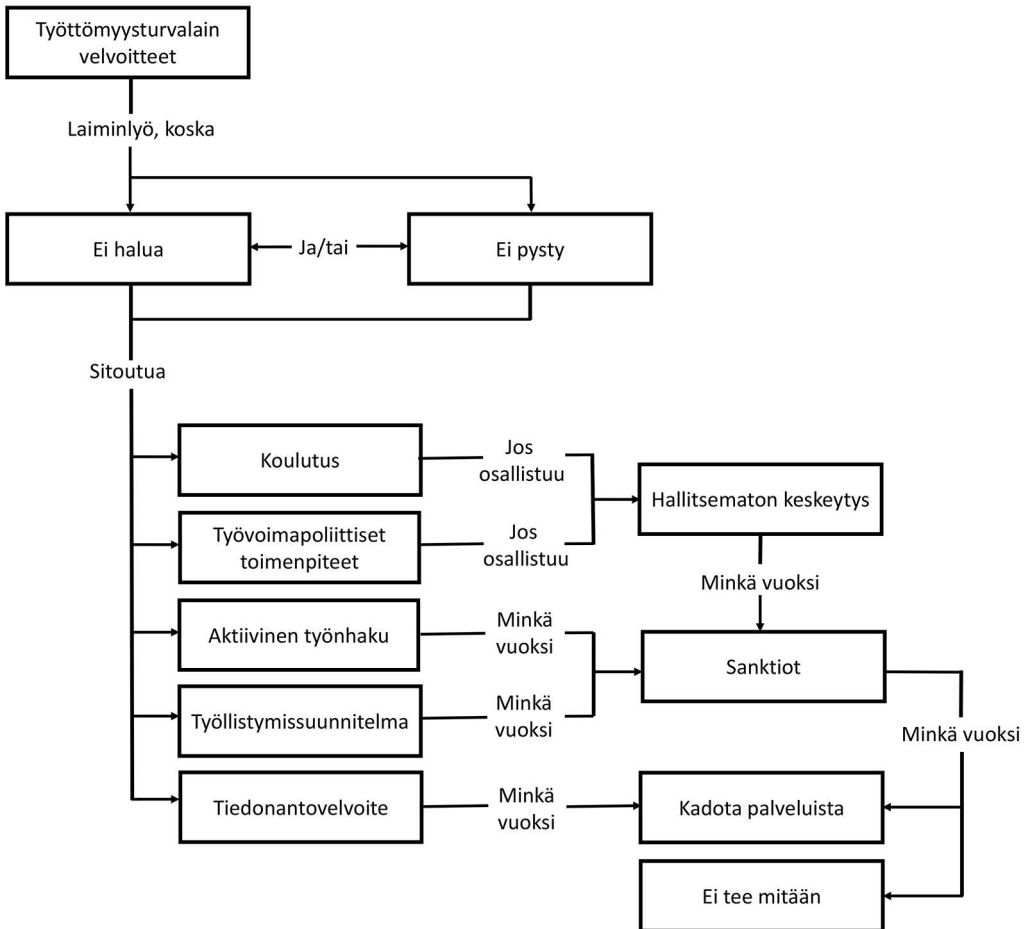 Työttömyysturvalain
velvoitteet
Laiminlyö, koska
Ei halua
Ja/tai
Ei pysty
Sitoutua
Koulutus
Jos
osallistuu
Hallitsematon keskeytys
Työvoimapoliittiset
toimenpiteet
Jos
osallistuu
Minkä vuoksi
Aktiivinen työnhaku
Minkä
vuoksi
Sanktiot
Työllistymissuunnitelma
Minkä
vuoksi
Minkä vuoksi
Tiedonantovelvoite
Minkä
vuoksi
Kadota palveluista
Ei tee mitään